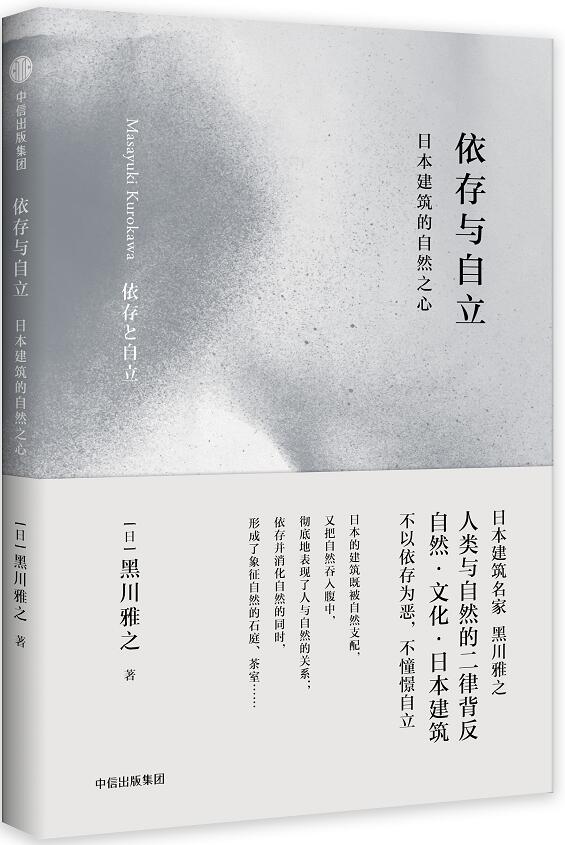 依存与自立
日本建筑的自然之心
Masayuki Kurokawa 依存と自立
日本建筑名家 黑川雅之
人类与自然的二律背反
自然·文化·日本建筑
不以依存为恶，不憧憬自立
日本的建筑既被自然支配，
又把自然吞入腹中，
彻底地表现了人与自然的关系；
依存并消化自然的同时，
形成了象征自然的石庭、茶室……
[日] 黑川雅之 著
中信出版集团
中信出版集团
依存与自立 日本建筑的自然之心
[日] 黑川雅之 著